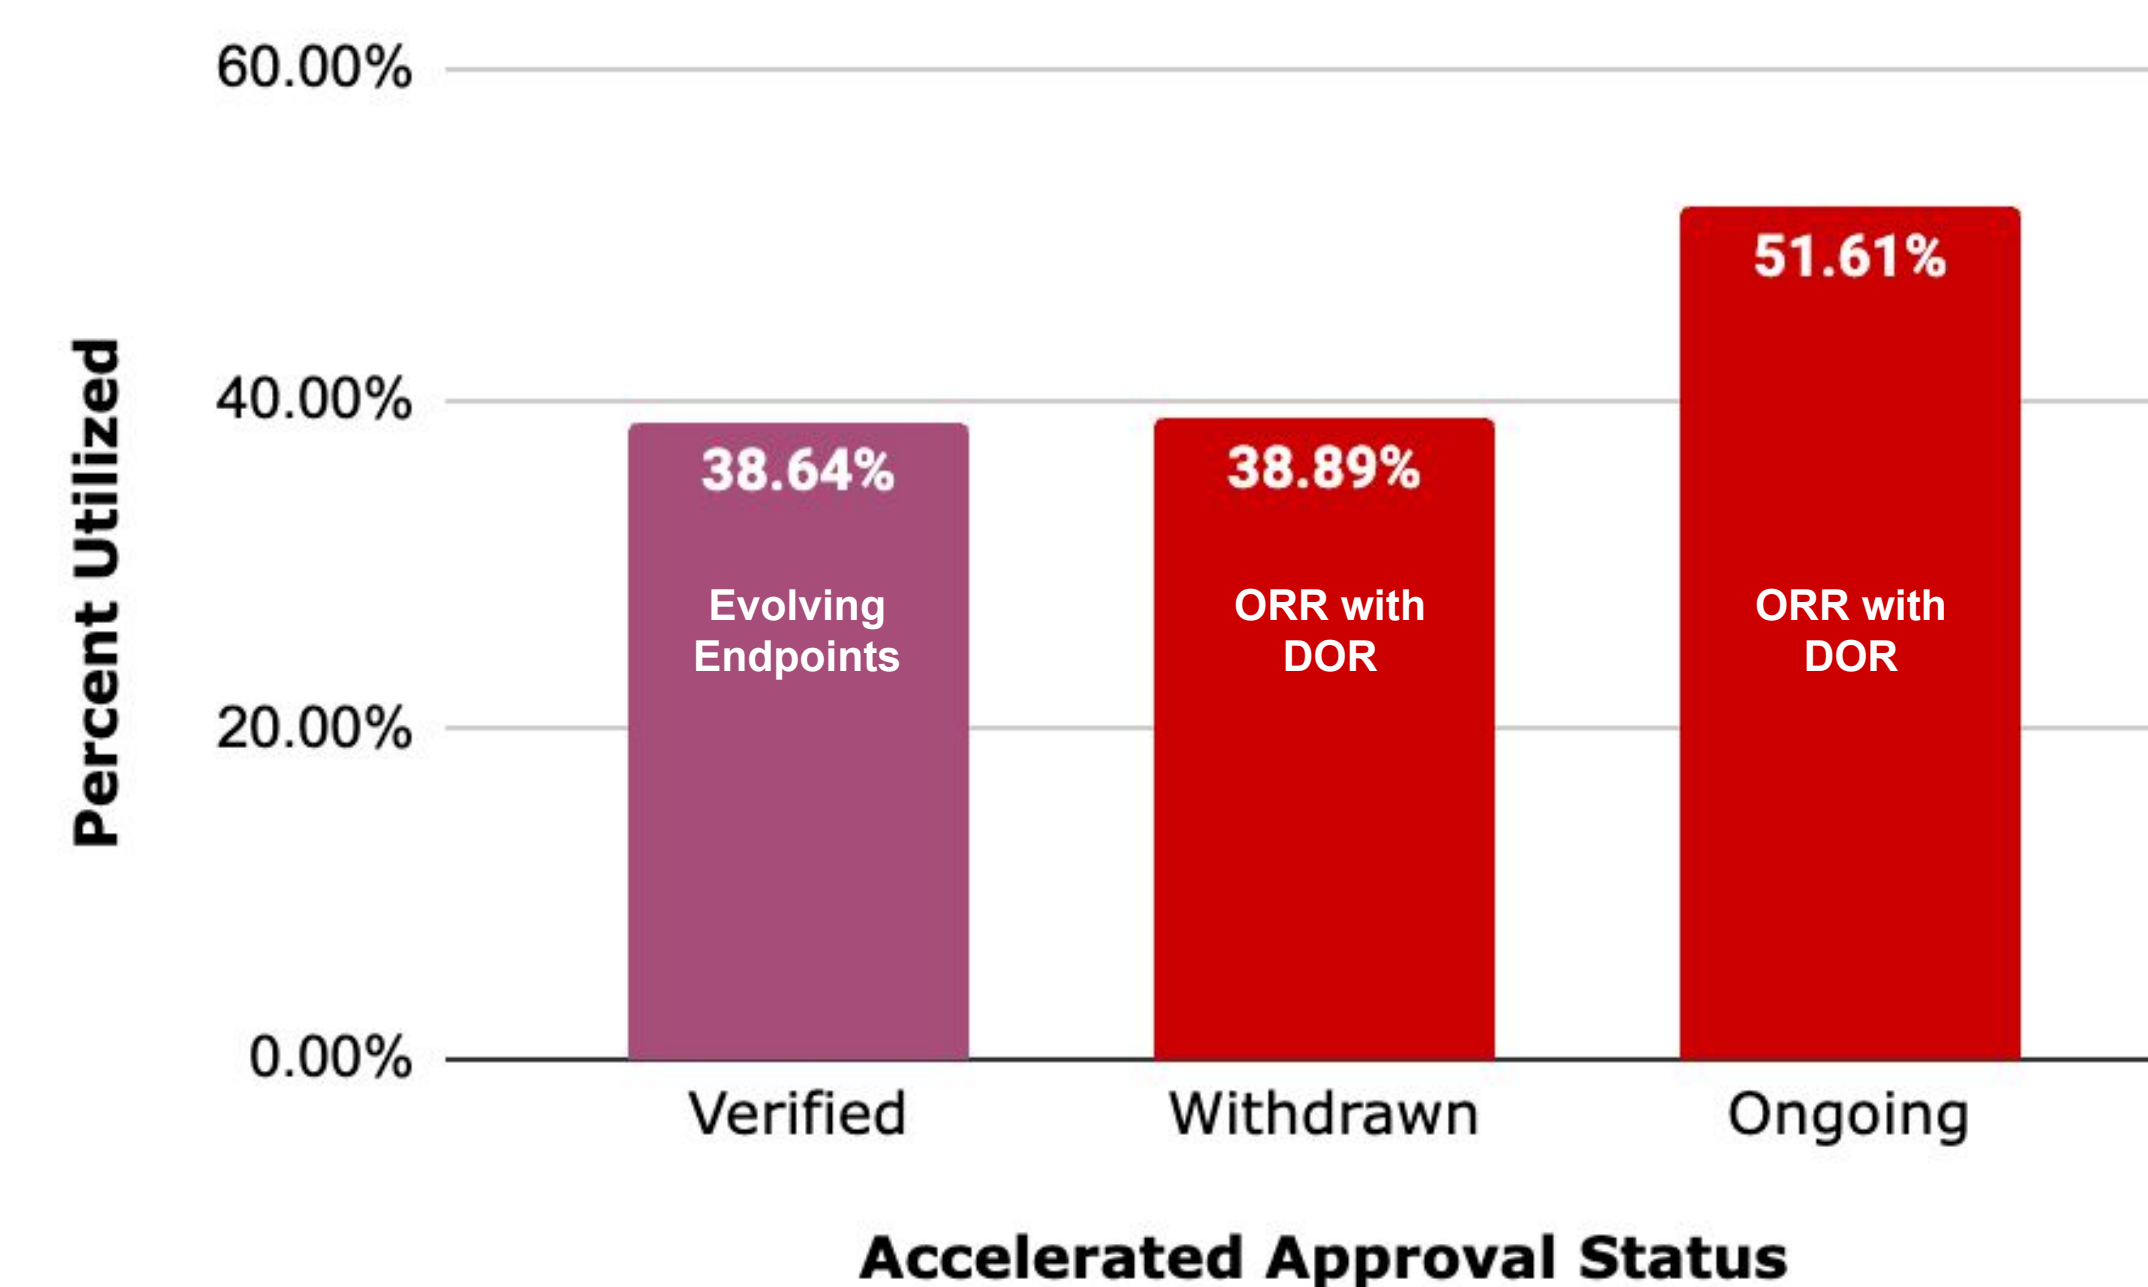 60.00%
40.00%
20.00%
0.00%
Percent Utilized
38.64%
Evolving
Endpoints
38.89%
ORR with
DOR
51.61%
ORR with
DOR
Verified
Withdrawn
Ongoing
Accelerated Approval Status